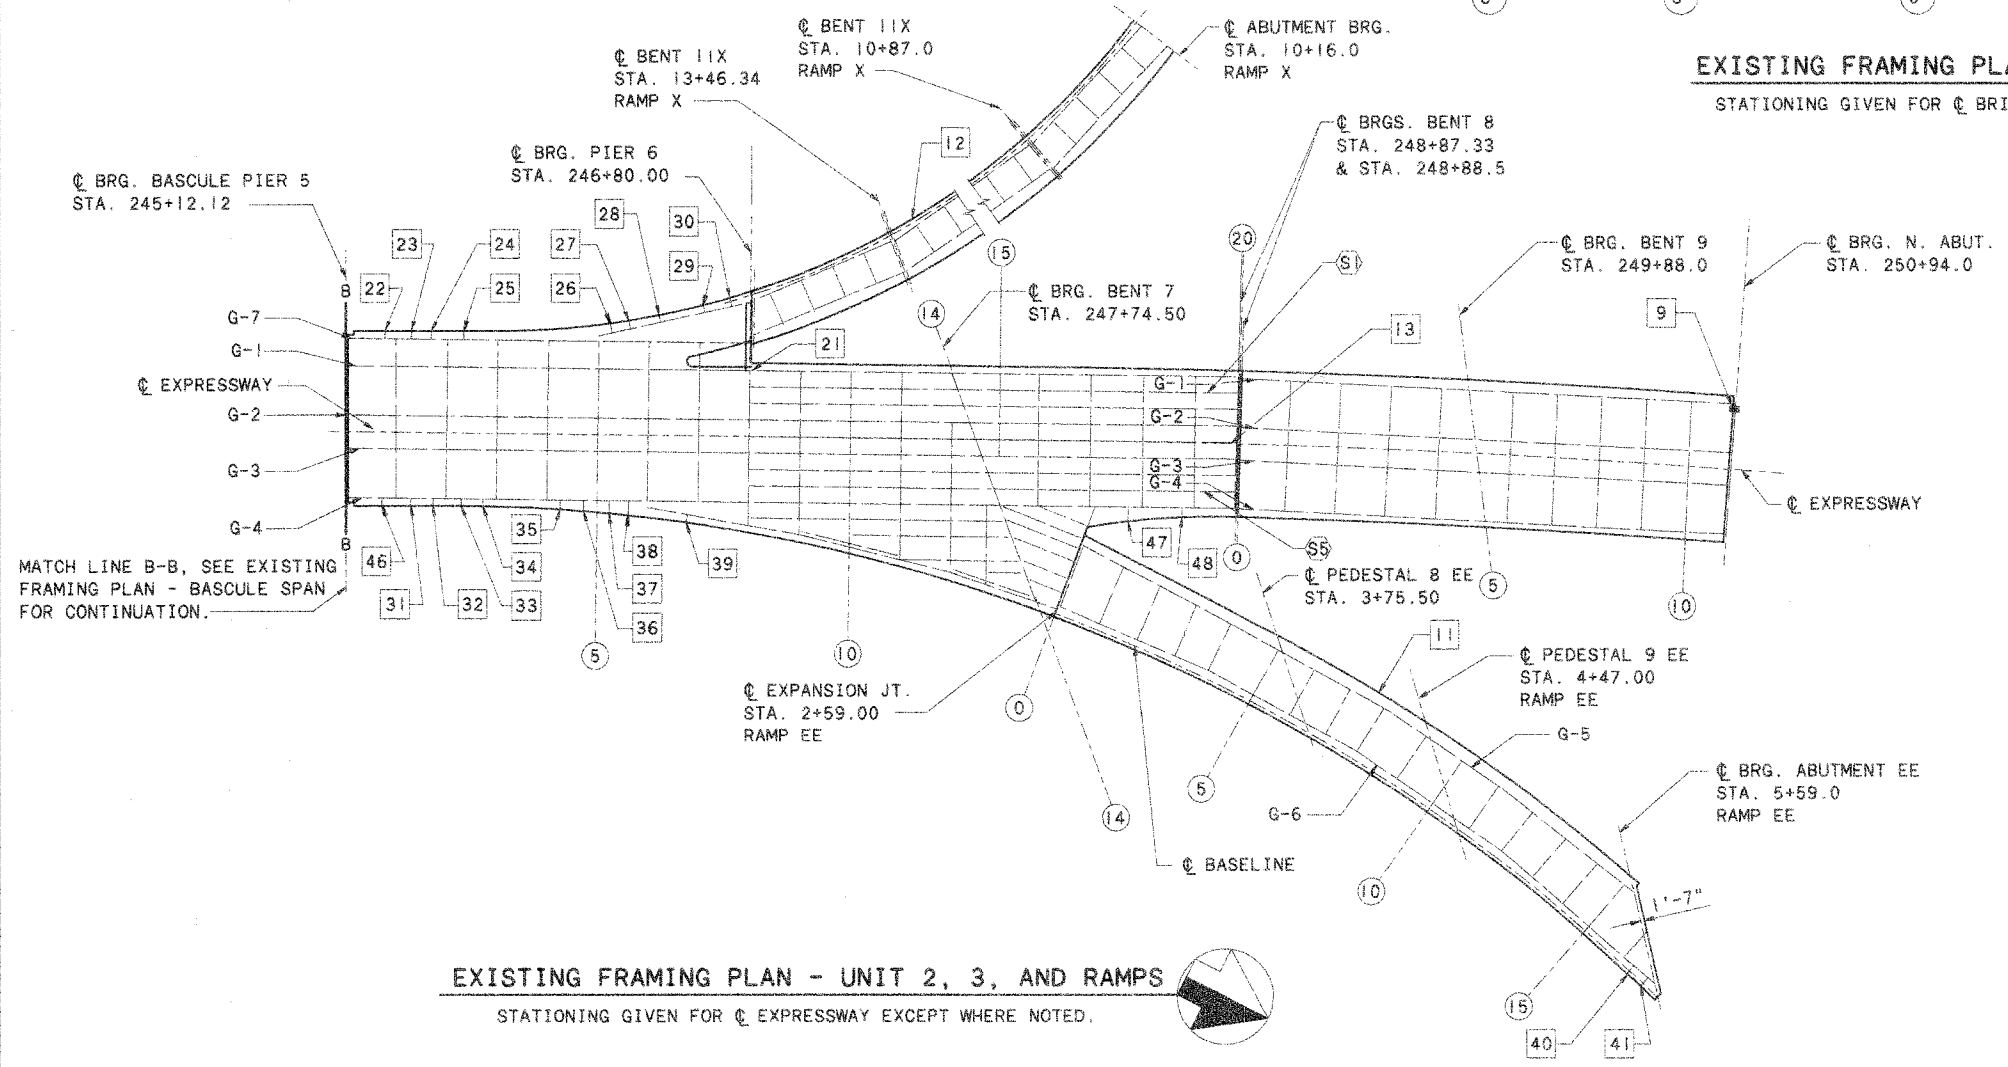 ℄ BENT 11X
STA. 10+87.0
RAMP X
℄ ABUTMENT BRG.
STA. 10+16.0
RAMP X
℄ BENT 11X
STA. 13+46.34
RAMP X
EXISTING FRAMING PLA
STATIONING GIVEN FOR ℄ BRI
℄ BRG. PIER 6
STA. 246+80.00
12
℄ BRGS. BENT 8
STA. 248+87.33
& STA. 248+88.5
℄ BRG. BASCULE PIER 5
STA. 245+12.12
B
22
23
24
25
26
27
28
29
30
15
20
S1
℄ BRG. BENT 9
STA. 249+88.0
℄ BRG. N. ABUT.
STA. 250+94.0
14
℄ BRG. BENT 7
STA. 247+74.50
13
9
21
G-7
G-1
℄ EXPRESSWAY
G-2
G-3
G-4
G-1
G-2
G-3
G-4
℄ EXPRESSWAY
B
MATCH LINE B-B, SEE EXISTING
FRAMING PLAN - BASCULE SPAN
FOR CONTINUATION.
46
31
32
33
34
35
36
37
38
39
5
10
47
48
0
S5
5
10
℄ PEDESTAL 8 EE
STA. 3+75.50
11
℄ PEDESTAL 9 EE
STA. 4+47.00
RAMP EE
℄ EXPANSION JT.
STA. 2+59.00
RAMP EE
0
G-5
5
14
G-6
℄ BRG. ABUTMENT EE
STA. 5+59.0
RAMP EE
℄ BASELINE
10
1'-7"
15
40
41
EXISTING FRAMING PLAN - UNIT 2, 3, AND RAMPS
STATIONING GIVEN FOR ℄ EXPRESSWAY EXCEPT WHERE NOTED.